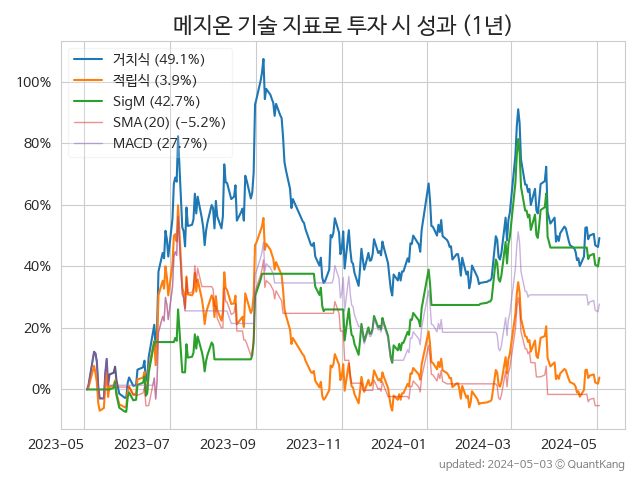 메지온 기술 지표로 투자 시 성과 (1년)
거치식 (49.1%)
적립식 (3.9%)
SigM (42.7%)
SMA(20) (-5.2%)
MACD (27.7%)
100%
80%
60%
40%
20%
0%
2023-05
2023-07
2023-09
2023-11
2024-01
2024-03
2024-05
updated: 2024-05-03 ⓒ QuantKang